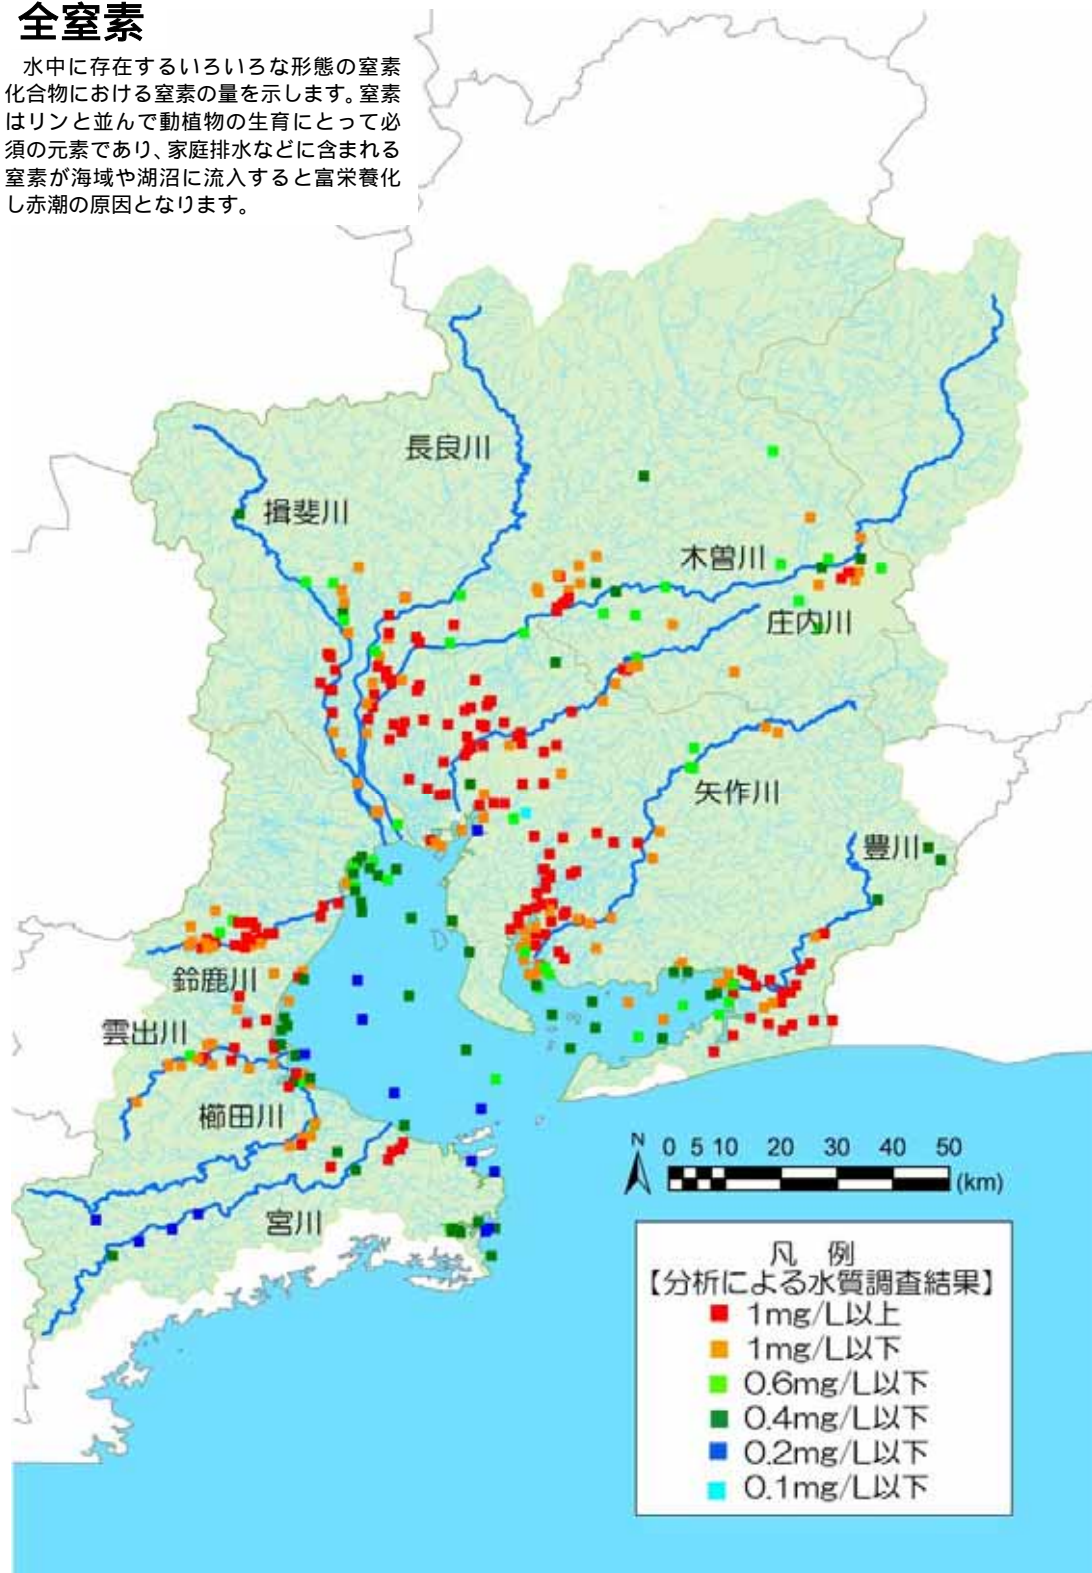 全窒素
水中に存在するいろいろな形態の窒素
化合物における窒素の量を示します。窒素
はリンと並んで動植物の生育にとって必
須の元素であり、家庭排水などに含まれる
窒素が海域や湖沼に流入すると富栄養化
し赤潮の原因となります。
長良川
揖斐川
木曽川
庄内川
矢作川
豊川
鈴鹿川
雲出川
櫛田川
宮川
N 0 5 10 20 30 40 50
(km)
凡 例
【分析による水質調査結果】
1mg/L以上
1mg/L以下
0.6mg/L以下
0.4mg/L以下
0.2mg/L以下
0.1mg/L以下